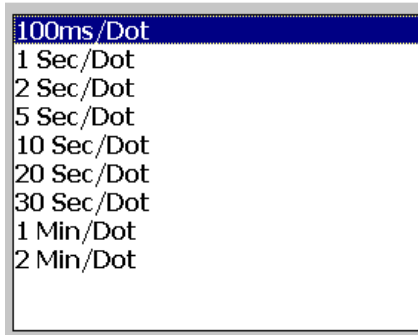 100ms/Dot
1 Sec/Dot
2 Sec/Dot
5 Sec/Dot
10 Sec/Dot
20 Sec/Dot
30 Sec/Dot
1 Min/Dot
2 Min/Dot